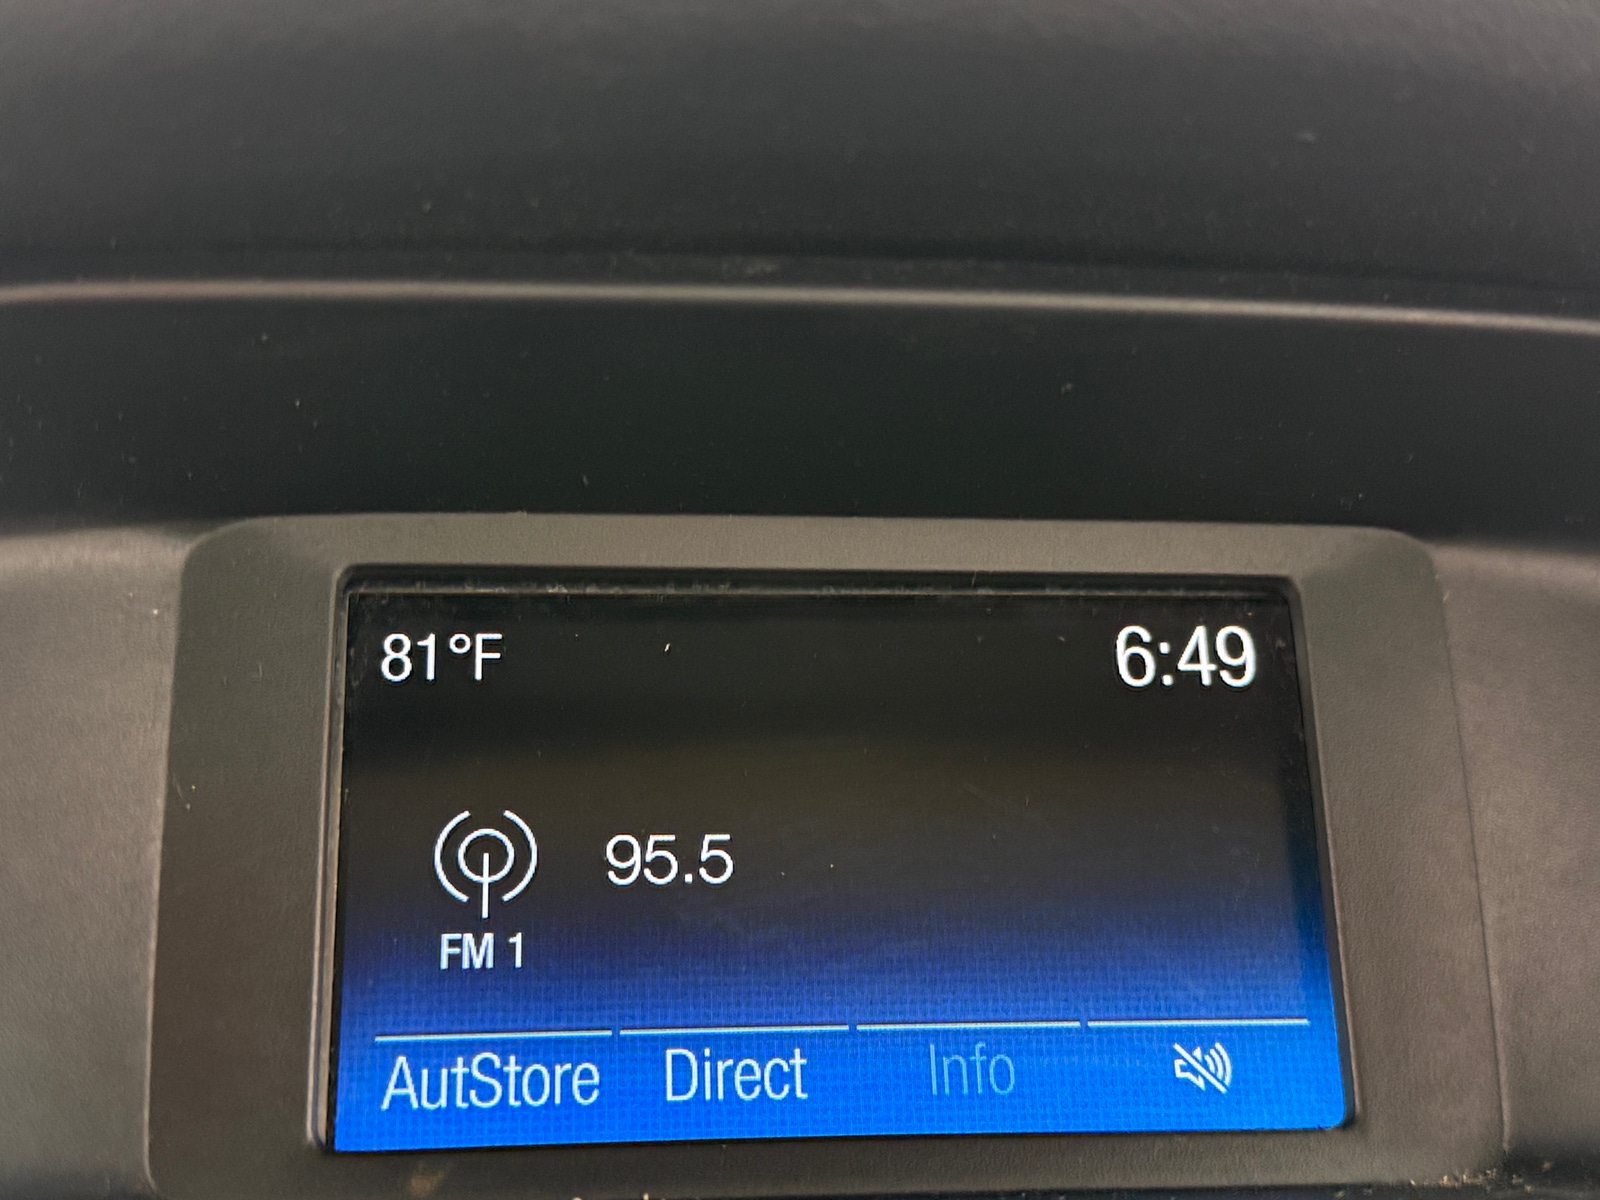 81°F 6:49
95.5
FM 1
AutStore Direct Info